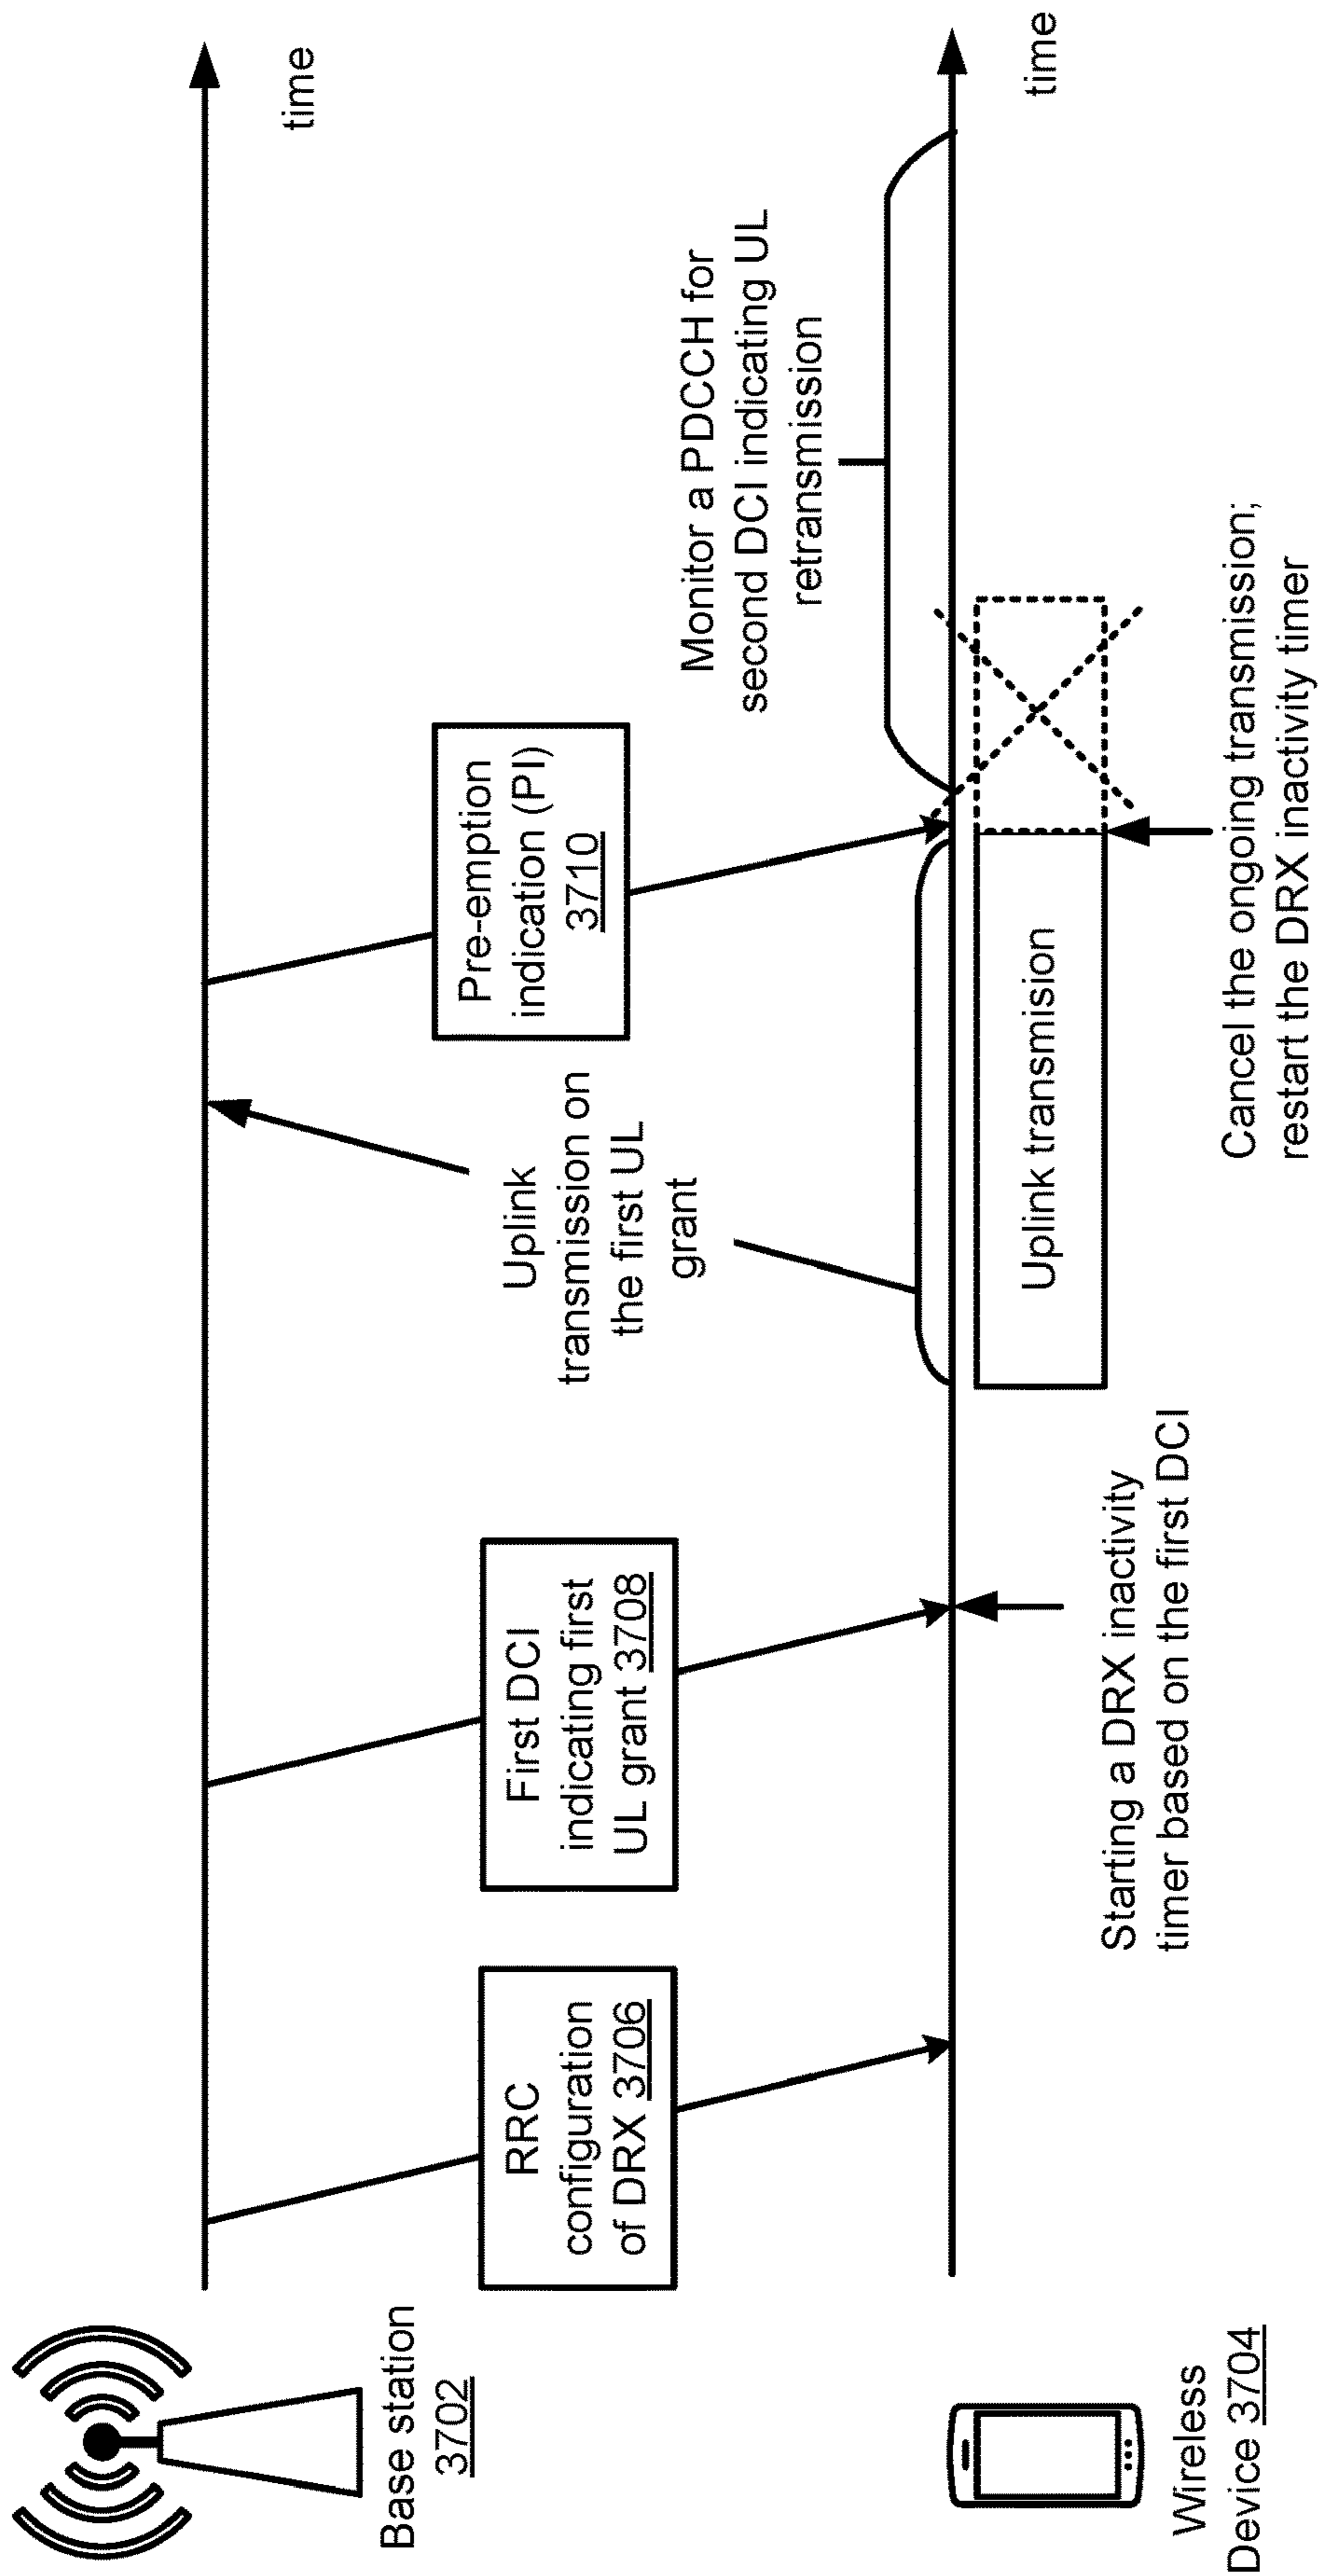 Base station
3702
RRC
configuration
of DRX 3706
First DCI
indicating first
UL grant 3708
Uplink
transmission on
the first UL
grant
Pre-emption
indication (PI)
3710
time
Monitor a PDCCH for
second DCI indicating UL
retransmission
Wireless
Device 3704
Starting a DRX inactivity
timer based on the first DCI
Uplink transmision
Cancel the ongoing transmission;
restart the DRX inactivity timer
time